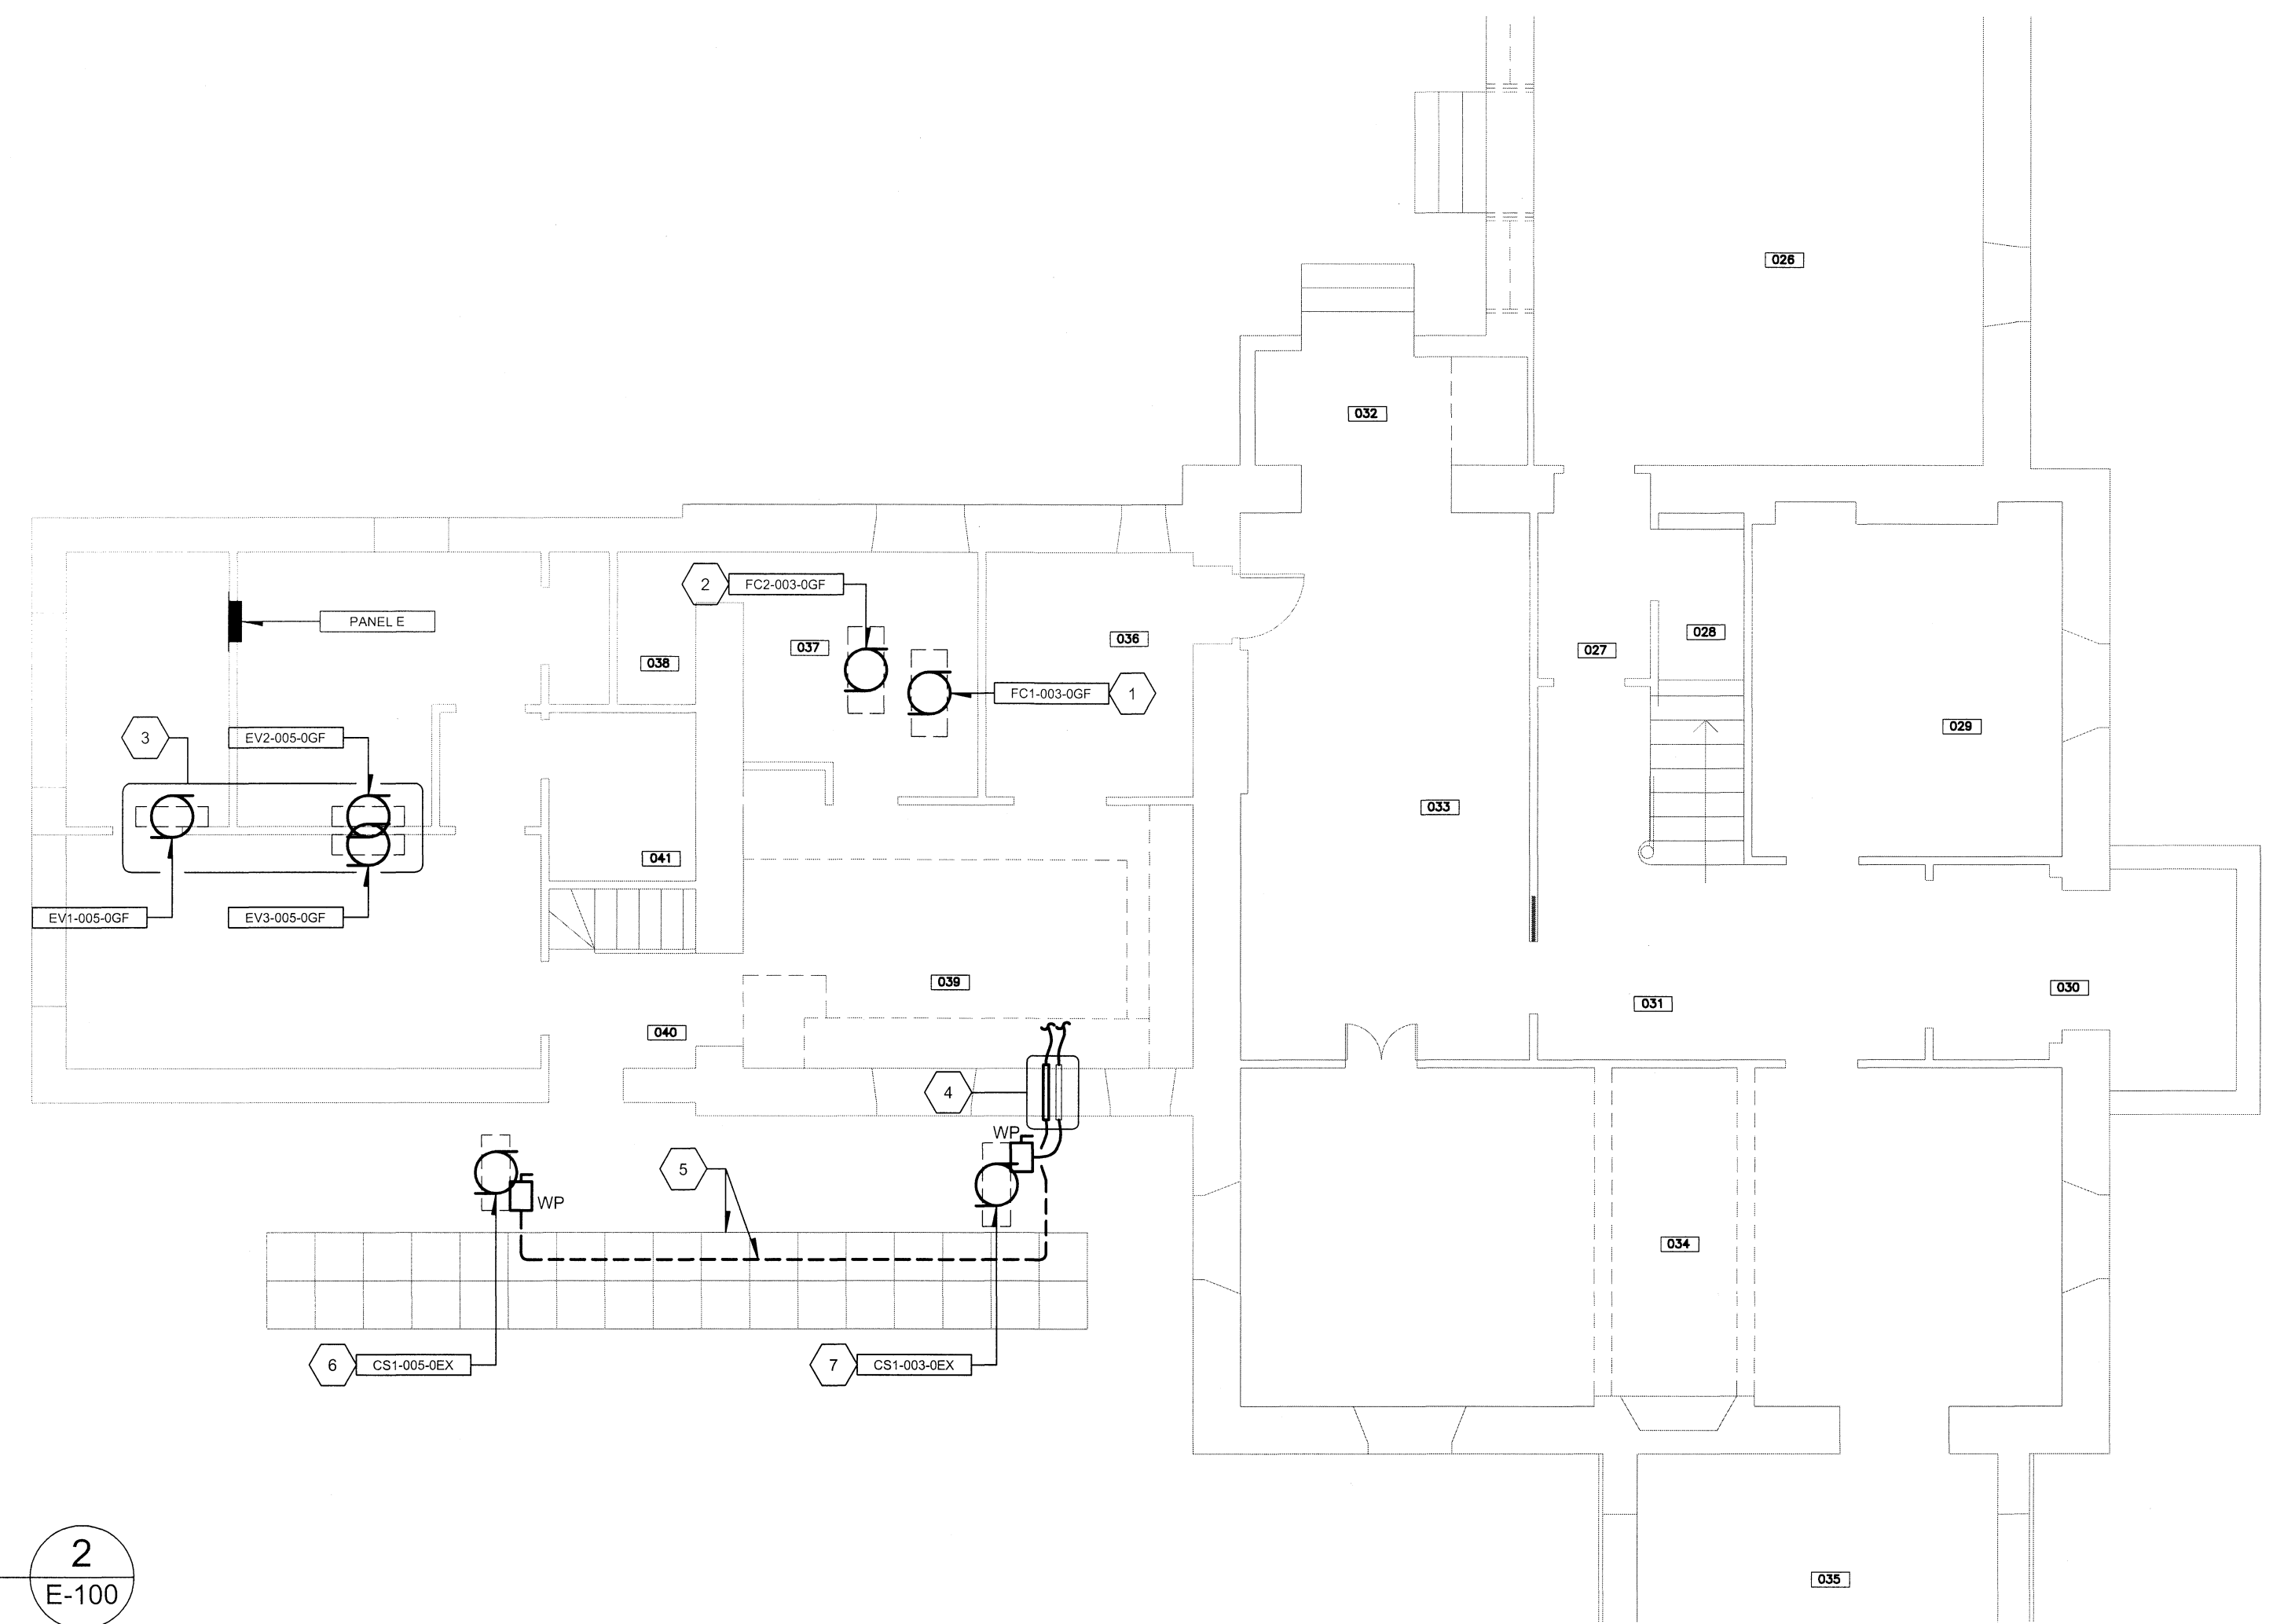 026
032
2 FC2-003-0GF
PANEL E
037
036
028
038
027
FC1-003-0GF 1
029
3
EV2-005-0GF
033
041
EV1-005-0GF
EV3-005-0GF
039
030
031
040
4
WP
5
WP
034
6 CS1-005-0EX
7 CS1-003-0EX
2
E-100
035